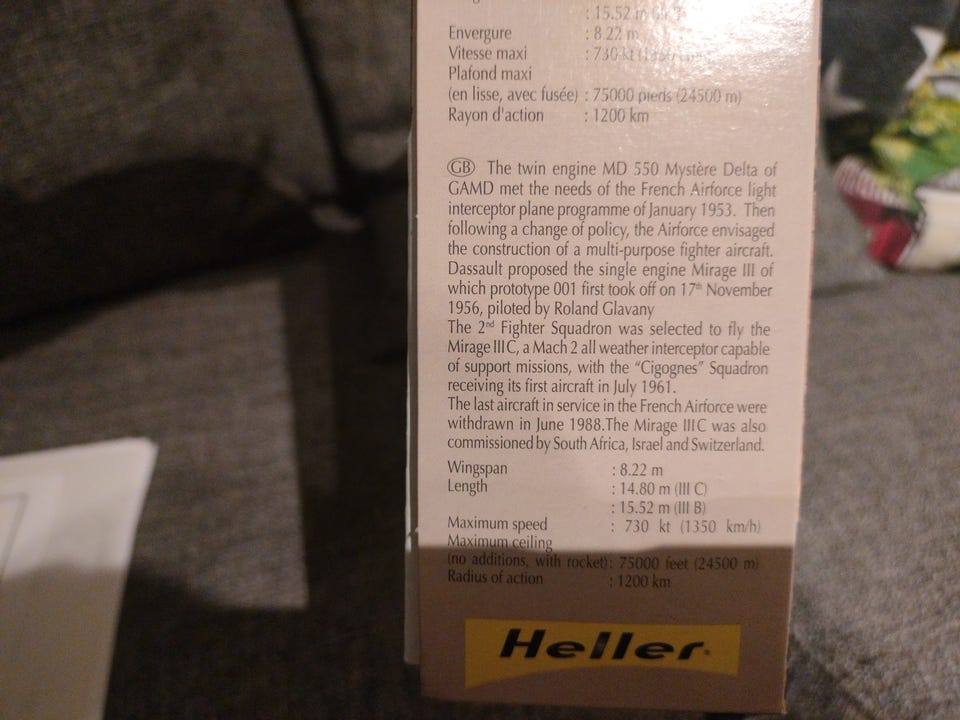 : 15.52 m
Envergure : 8.22 m
Vitesse maxi : 730 kt
Plafond maxi
(en lisse, avec fusée) : 75000 pieds (24500 m)
Rayon d'action : 1200 km
GB The twin engine MD 550 Mystère Delta of
GAMD met the needs of the French Airforce light
interceptor plane programme of January 1953. Then
following a change of policy, the Airforce envisaged
the construction of a multi-purpose fighter aircraft.
Dassault proposed the single engine Mirage III of
which prototype 001 first took off on 17th November
1956, piloted by Roland Glavany
The 2nd Fighter Squadron was selected to fly the
Mirage IIIC, a Mach 2 all weather interceptor capable
of support missions, with the “Cigognes” Squadron
receiving its first aircraft in July 1961.
The last aircraft in service in the French Airforce were
withdrawn in June 1988.The Mirage IIIC was also
commissioned by South Africa, Israel and Switzerland.
Wingspan : 8.22 m
Length : 14.80 m (III C)
: 15.52 m (III B)
Maximum speed : 730 kt (1350 km/h)
Maximum ceiling
(no additions, with rocket): 75000 feet (24500 m)
Radius of action : 1200 km
Heller